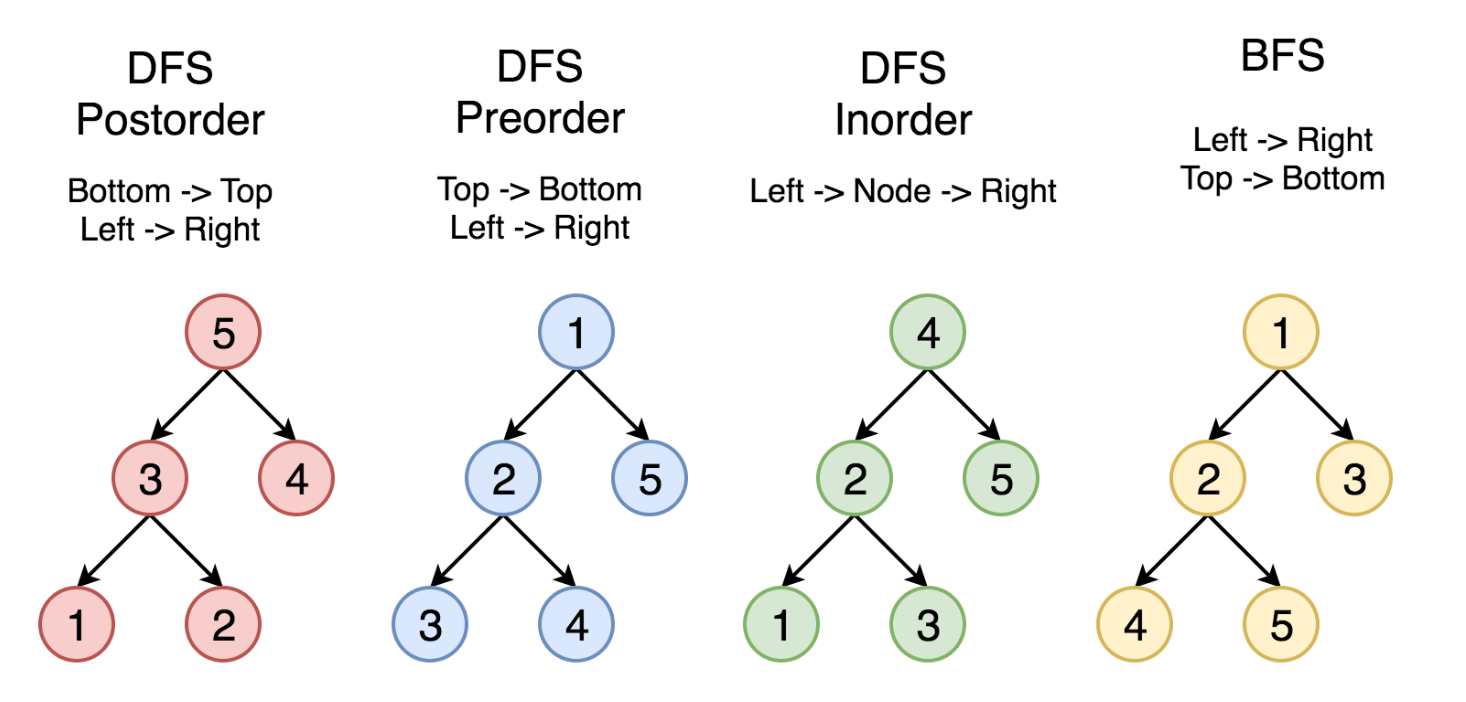 DFS
Postorder
Bottom -> Top
Left -> Right
5
3
4
1
2
DFS
Preorder
Top -> Bottom
Left -> Right
1
2
5
3
4
DFS
Inorder
Left -> Node -> Right
4
2
5
1
3
BFS
Left -> Right
Top -> Bottom
1
2
3
4
5